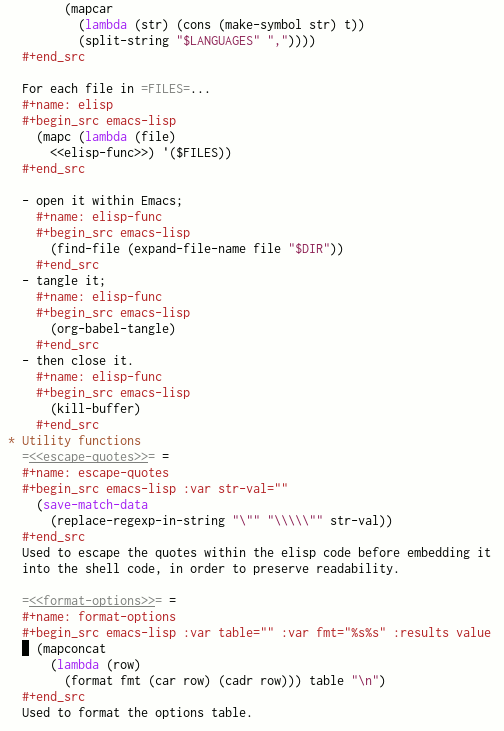 (mapcar
(lambda (str) (cons (make-symbol str) t))
(split-string "$LANGUAGES" ","))))
#+end_src
For each file in =FILES=...
#+name: elisp
#+begin_src emacs-lisp
(mapc (lambda (file)
<<elisp-func>>) '($FILES))
#+end_src
- open it within Emacs;
#+name: elisp-func
#+begin_src emacs-lisp
(find-file (expand-file-name file "$DIR"))
#+end_src
- tangle it;
#+name: elisp-func
#+begin_src emacs-lisp
(org-babel-tangle)
#+end_src
- then close it.
#+name: elisp-func
#+begin_src emacs-lisp
(kill-buffer)
#+end_src
* Utility functions
=<<escape-quotes>>= =
#+name: escape-quotes
#+begin_src emacs-lisp :var str-val=""
(save-match-data
(replace-regexp-in-string "\"" "\\\\\"" str-val))
#+end_src
Used to escape the quotes within the elisp code before embedding it
into the shell code, in order to preserve readability.
=<<format-options>>= =
#+name: format-options
#+begin_src emacs-lisp :var table="" :var fmt="%s%s" :results value
(mapconcat
(lambda (row)
(format fmt (car row) (cadr row))) table "\n")
#+end_src
Used to format the options table.